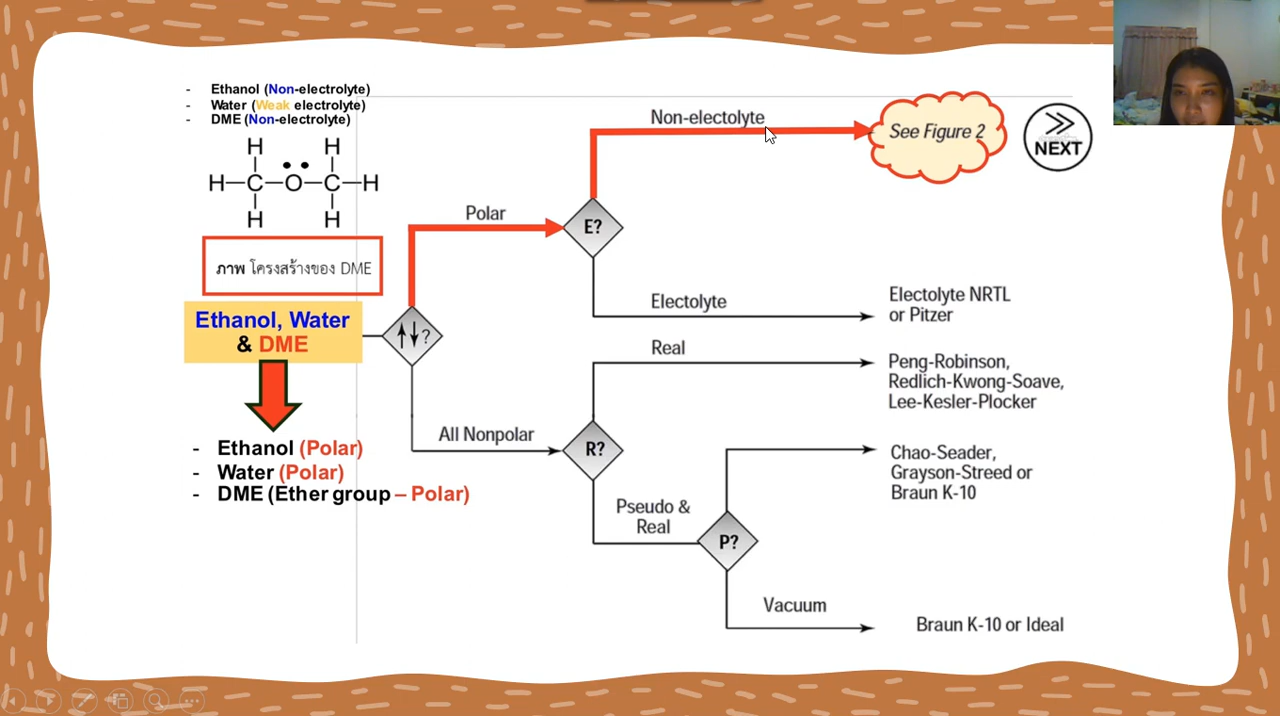 - Ethanol (Non-electrolyte)
- Water (Weak electrolyte)
- DME (Non-electrolyte)
H H
H C O C H
H H
ภาพ โครงสร้างของ DME
Ethanol, Water
& DME
- Ethanol (Polar)
- Water (Polar)
- DME (Ether group – Polar)
?
Polar
All Nonpolar
E?
Non-electolyte
See Figure 2
NEXT
Electolyte
Electolyte NRTL
or Pitzer
R?
Real
Peng-Robinson,
Redlich-Kwong-Soave,
Lee-Kesler-Plocker
Pseudo &
Real
P?
Chao-Seader,
Grayson-Streed or
Braun K-10
Vacuum
Braun K-10 or Ideal